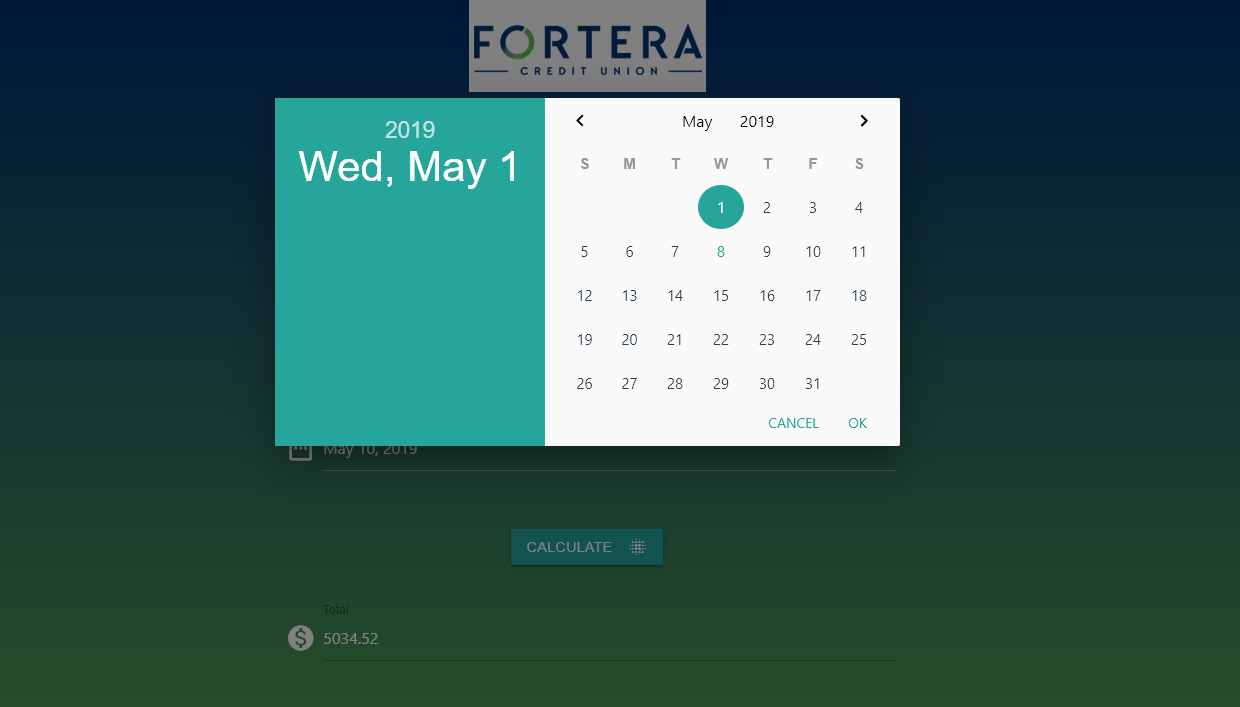 FORTERA
CREDIT UNION
2019
Wed, May 1
May 2019
S M T W T F S
1 2 3 4
5 6 7 8 9 10 11
12 13 14 15 16 17 18
19 20 21 22 23 24 25
26 27 28 29 30 31
CANCEL OK
May 10, 2019
CALCULATE
Total
5034.52